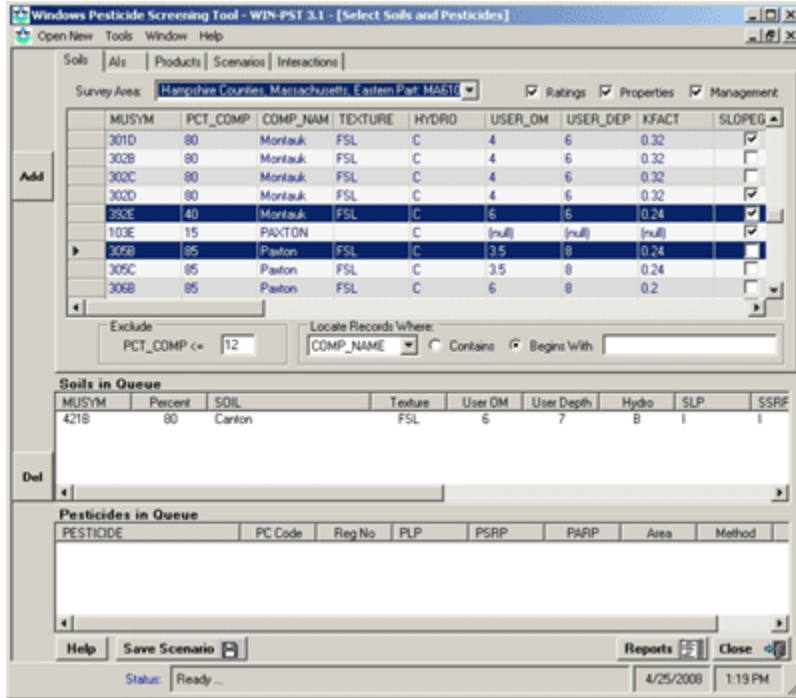 Windows Pesticide Screening Tool - WIN-PST 3.1 - [Select Soils and Pesticides]
Open New Tools Window Help
Soils AIs Products Scenarios Interactions
Survey Area: Hampshire Counties, Massachusetts, Eastern Part: MA610 Ratings Properties Management
MUSYM PCT_COMP COMP_NAM TEXTURE HYDRO USER_OM USER_DEP KFACT SLOPEG
301D 80 Montauk FSL C 4 6 0.32
302B 80 Montauk FSL C 4 6 0.32
302C 80 Montauk FSL C 4 6 0.32
302D 80 Montauk FSL C 4 6 0.32
392E 40 Montauk FSL C 6 6 0.24
103E 15 PAXTON C (null) (null) (null)
305B 85 Paxton FSL C 3.5 8 0.24
305C 85 Paxton FSL C 3.5 8 0.24
306B 85 Paxton FSL C 6 8 0.2
Add
Exclude
PCT_COMP <= 12
Locate Records Where:
COMP_NAME Contains Begins With
Soils in Queue
MUSYM Percent SOIL Texture User OM User Depth Hydro SLP SSRP
421B 80 Canton FSL 6 7 B I I
Del
Pesticides in Queue
PESTICIDE PC Code Reg No PLP PSRP PARP Area Method
Help Save Scenario Reports Close
Status: Ready... 4/25/2008 1:19 PM